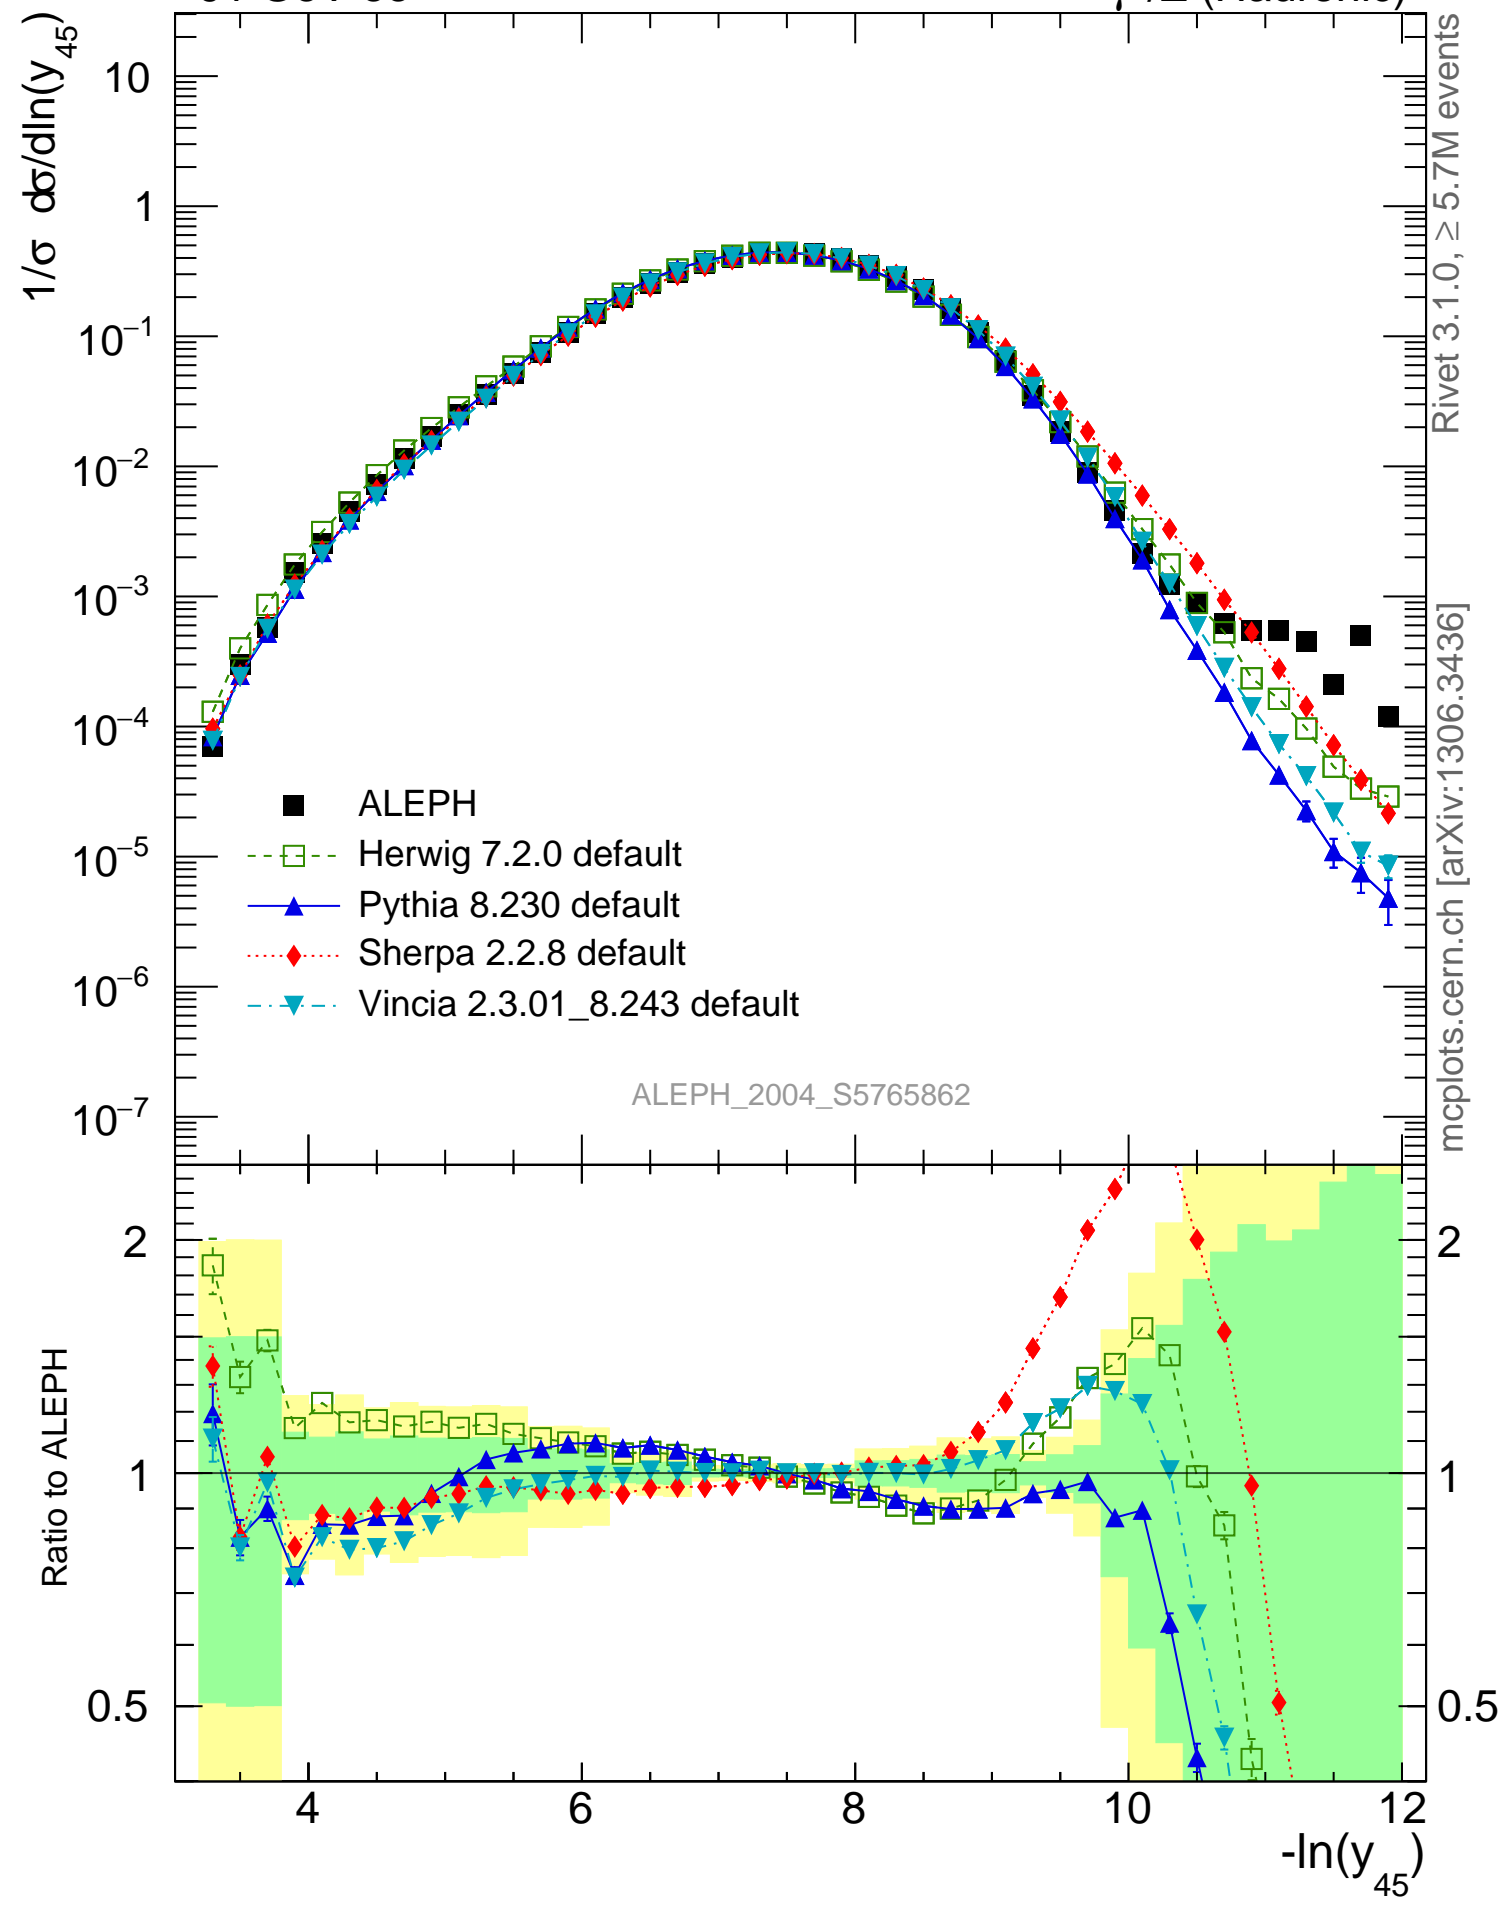 1/σ dσ/dln(y45)
10
1
10−1
10−2
10−3
10−4
10−5
10−6
10−7
ALEPH
Herwig 7.2.0 default
Pythia 8.230 default
Sherpa 2.2.8 default
Vincia 2.3.01_8.243 default
ALEPH_2004_S5765862
Rivet 3.1.0, ≥ 5.7M events
mcplots.cern.ch [arXiv:1306.3436]
Ratio to ALEPH
2
1
0.5
2
1
0.5
4 6 8 10 12
-ln(y45)